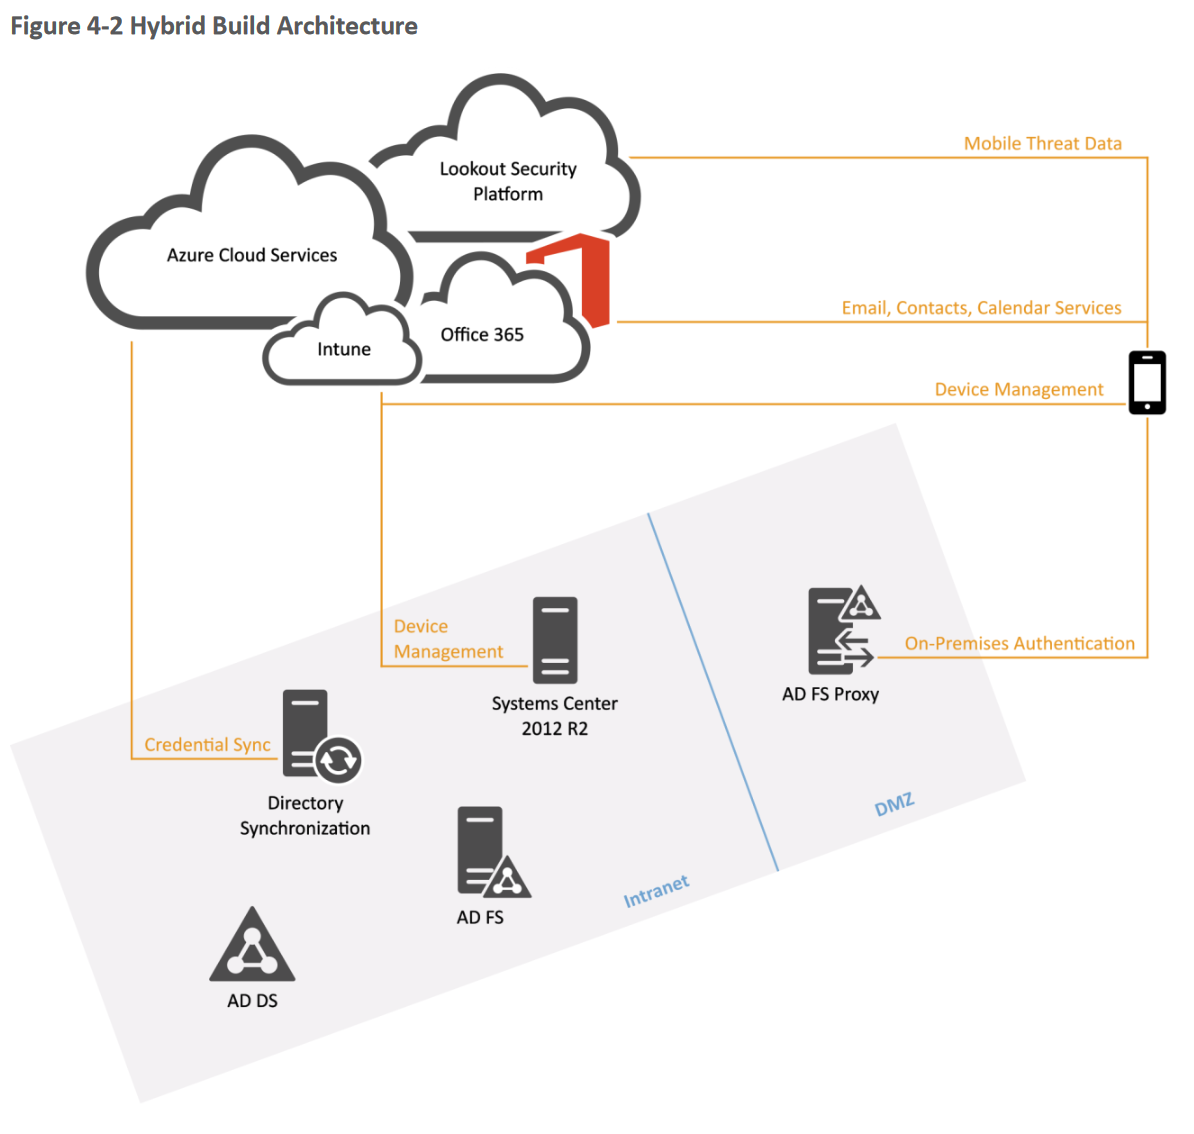 Figure 4-2 Hybrid Build Architecture
Mobile Threat Data
Lookout Security
Platform
Azure Cloud Services
Email, Contacts, Calendar Services
Office 365
Intune
Device Management
Device
Management
On-Premises Authentication
Systems Center
2012 R2
AD FS Proxy
Credential Sync
Directory
Synchronization
DMZ
Intranet
AD FS
AD DS